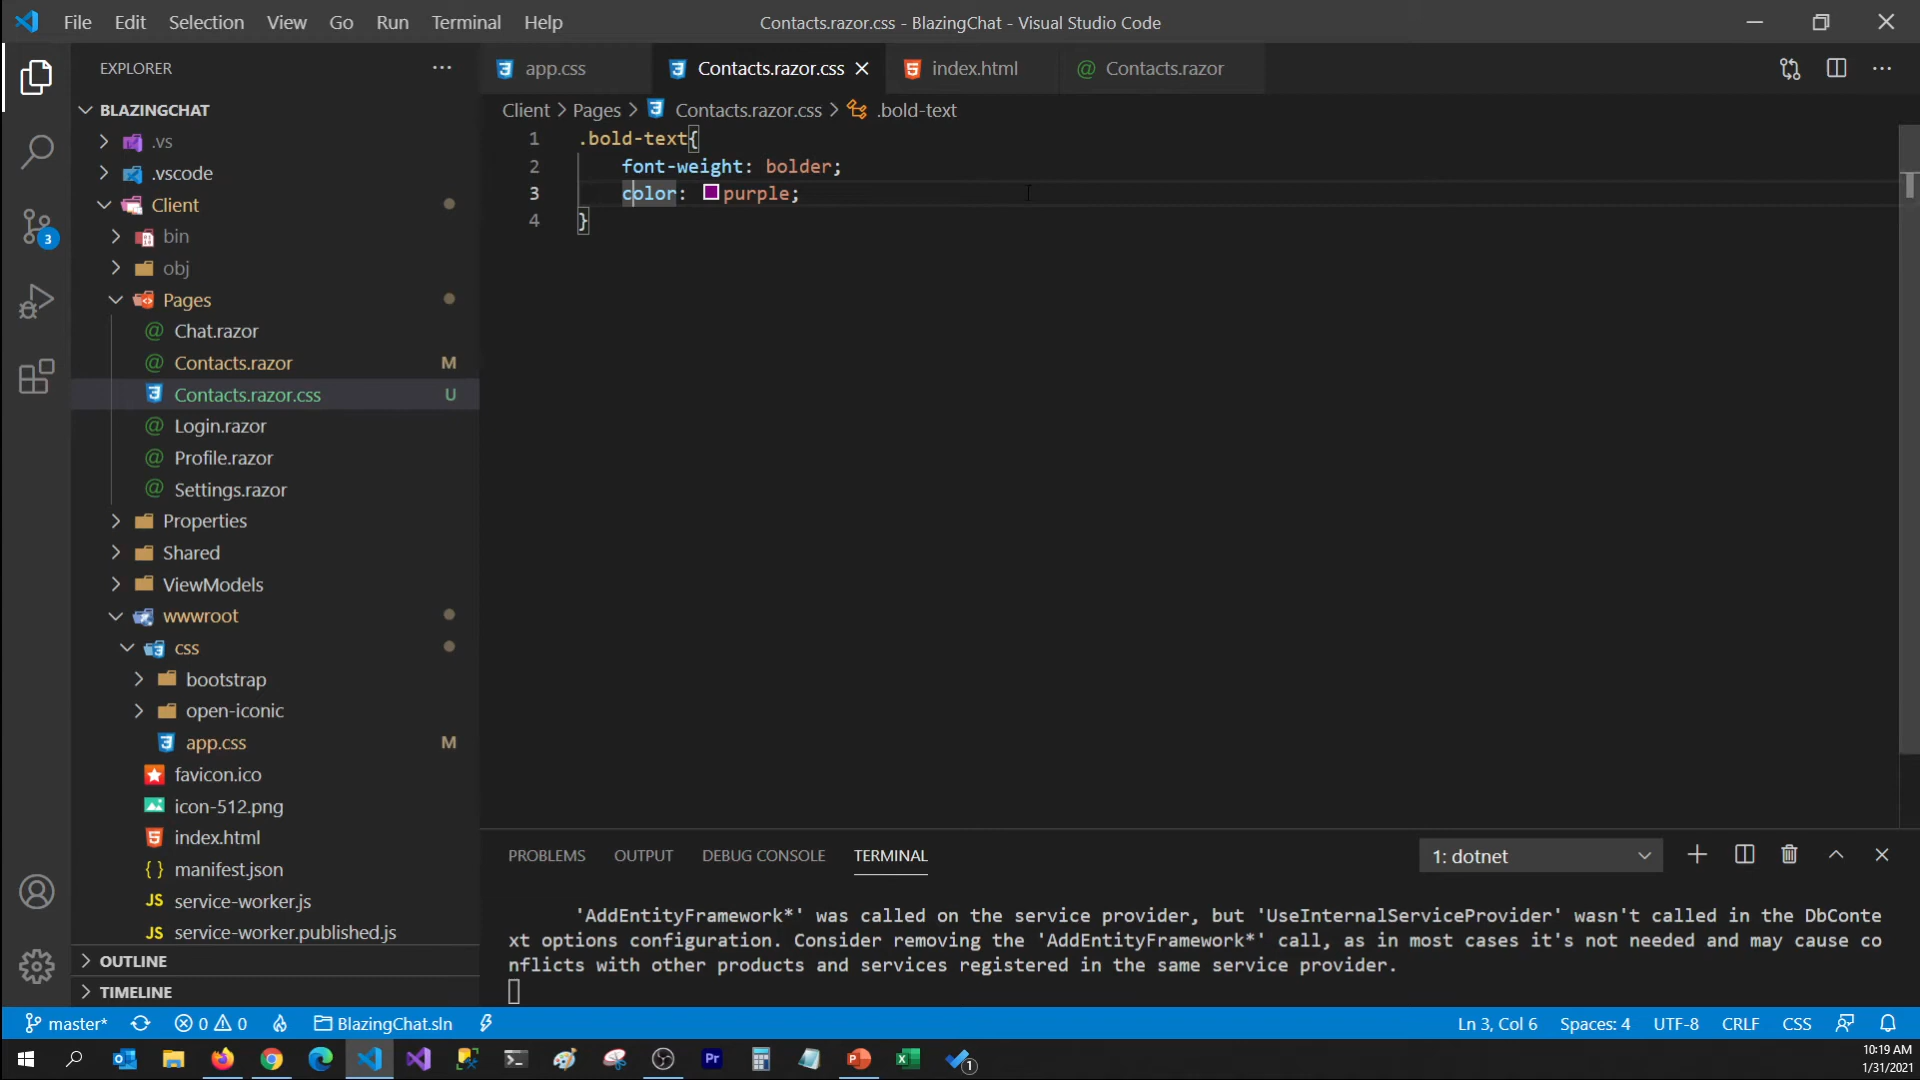 File Edit Selection View Go Run Terminal Help
Contacts.razor.css - BlazingChat - Visual Studio Code
EXPLORER
BLAZINGCHAT
.vs
.vscode
Client
bin
obj
Pages
Chat.razor
Contacts.razor M
Contacts.razor.css U
Login.razor
Profile.razor
Settings.razor
Properties
Shared
ViewModels
wwwroot
css
bootstrap
open-iconic
app.css M
favicon.ico
icon-512.png
index.html
manifest.json
JS service-worker.js
JS service-worker.published.js
OUTLINE
TIMELINE
3
app.css Contacts.razor.css index.html Contacts.razor
Client > Pages > Contacts.razor.css > .bold-text
1 .bold-text{
2 font-weight: bolder;
3 color: purple;
4 }
PROBLEMS OUTPUT DEBUG CONSOLE TERMINAL
1: dotnet
'AddEntityFramework*' was called on the service provider, but 'UseInternalServiceProvider' wasn't called in the DbConte
xt options configuration. Consider removing the 'AddEntityFramework*' call, as in most cases it's not needed and may cause co
nflicts with other products and services registered in the same service provider.
master* 0 0 BlazingChat.sln
Ln 3, Col 6 Spaces: 4 UTF-8 CRLF CSS
Pr
1
10:19 AM
1/31/2021